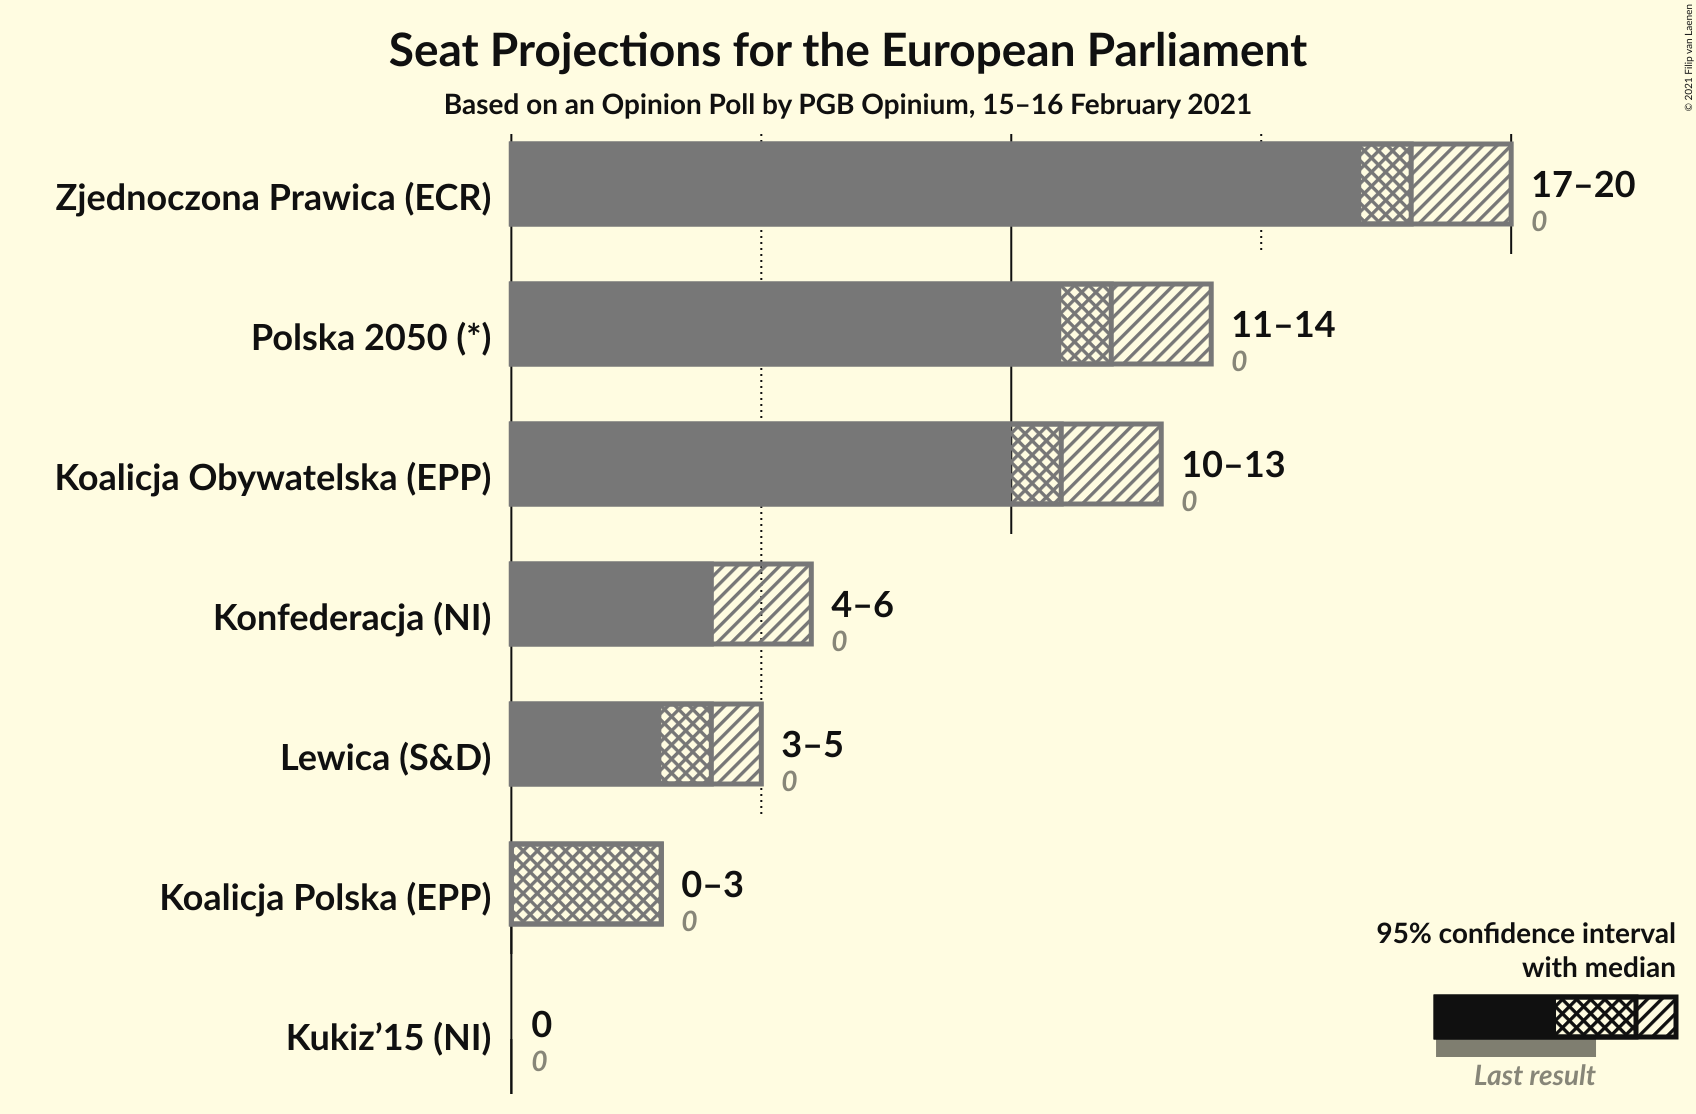 Seat Projections for the European Parliament
Based on an Opinion Poll by PGB Opinium, 15–16 February 2021
© 2021 Filip van Laenen
Zjednoczona Prawica (ECR)
17–20
0
Polska 2050 (*)
11–14
0
Koalicja Obywatelska (EPP)
10–13
0
Konfederacja (NI)
4–6
0
Lewica (S&D)
3–5
0
Koalicja Polska (EPP)
0–3
0
Kukiz’15 (NI)
0
0
95% confidence interval
with median
Last result